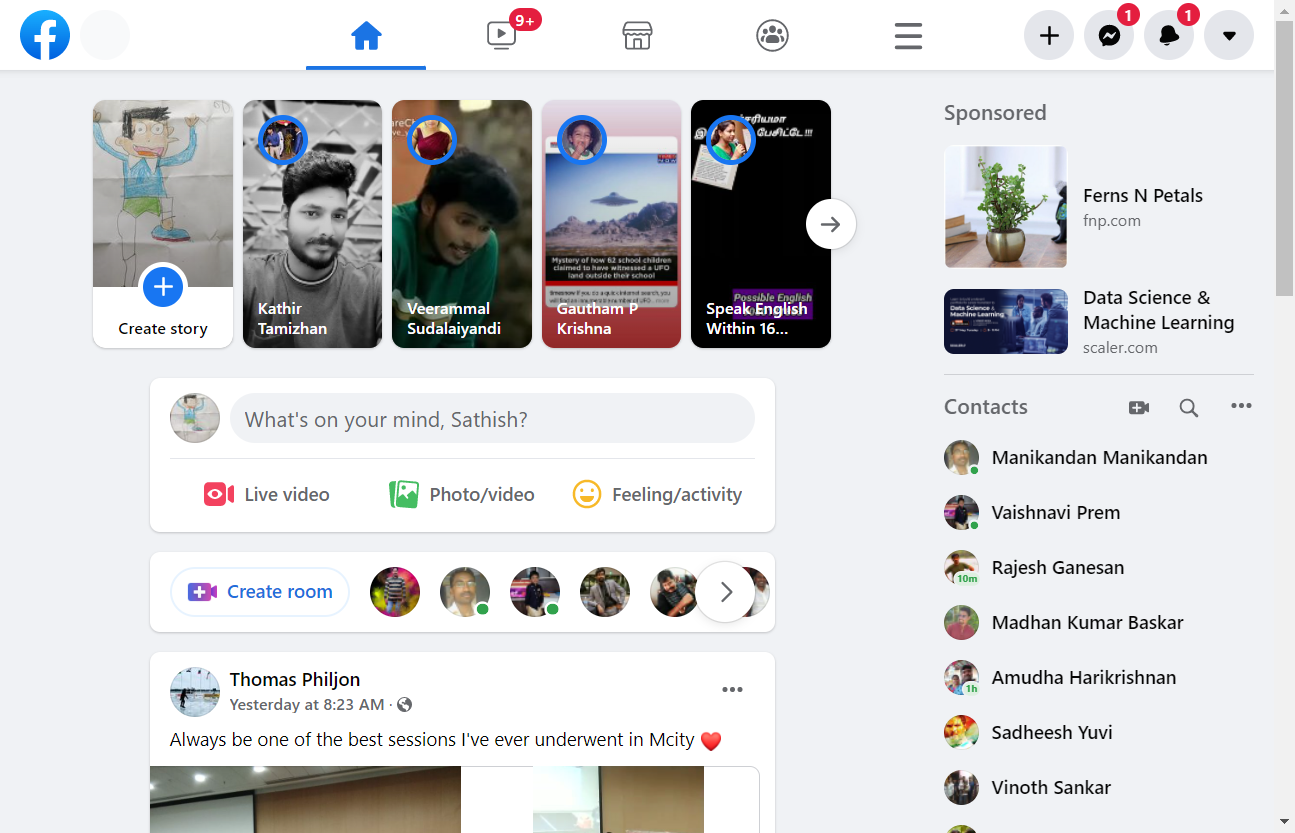 9+
1
1
Create story
Kathir
Tamizhan
Veerammal
Sudalaiyandi
Mystery of how 62 school children
claimed to have witnessed a UFO
land outside their school
Gautham P
Krishna
பேசிட்டே!!!
Possible English
Speak English
Within 16...
Sponsored
Ferns N Petals
fnp.com
Data Science &
Machine Learning
Data Science &
Machine Learning
scaler.com
What's on your mind, Sathish?
Live video
Photo/video
Feeling/activity
Create room
Thomas Philjon
Yesterday at 8:23 AM ·
Always be one of the best sessions I've ever underwent in Mcity ❤️
Contacts
Manikandan Manikandan
Vaishnavi Prem
10m
Rajesh Ganesan
Madhan Kumar Baskar
1h
Amudha Harikrishnan
Sadheesh Yuvi
Vinoth Sankar